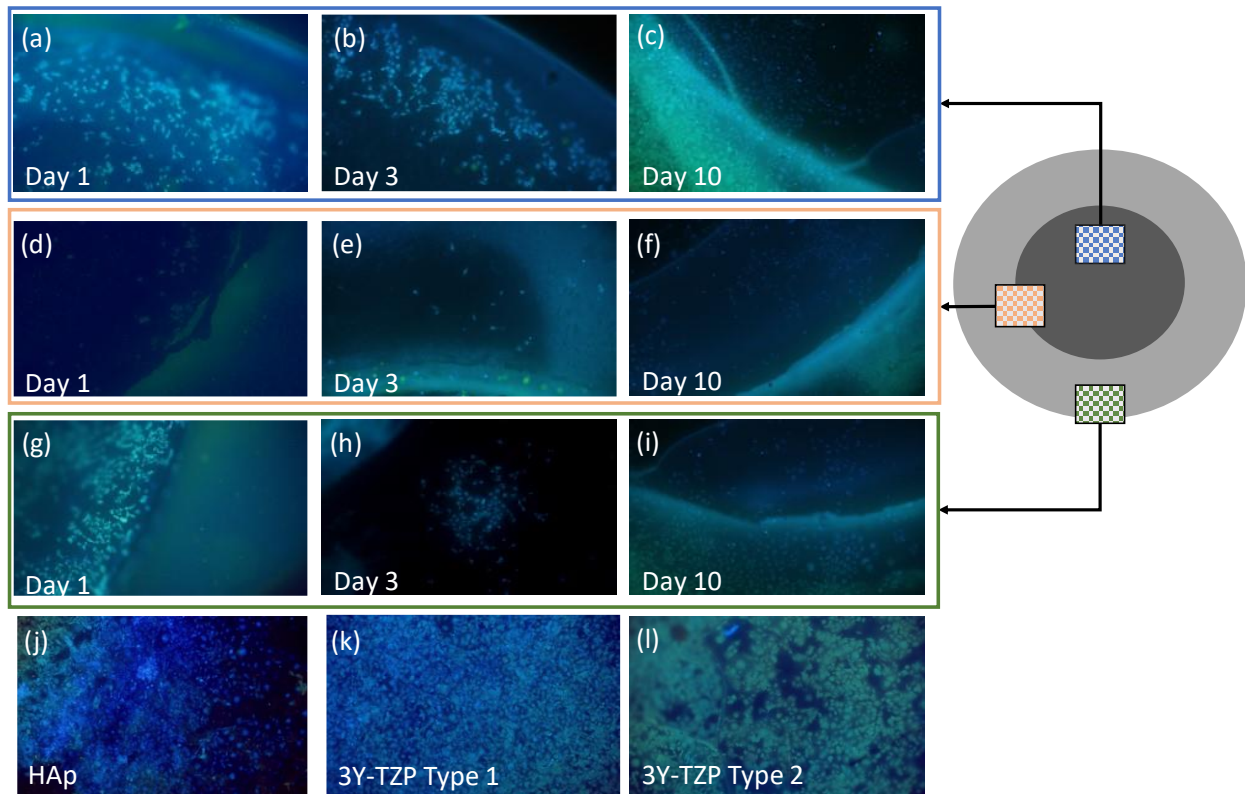 (a)
(b)
(c)
Day 1
Day 3
Day 10
(d)
(e)
(f)
Day 1
Day 3
Day 10
(g)
(h)
(i)
Day 1
Day 3
Day 10
(j)
(k)
(l)
HAp
3Y-TZP Type 1
3Y-TZP Type 2